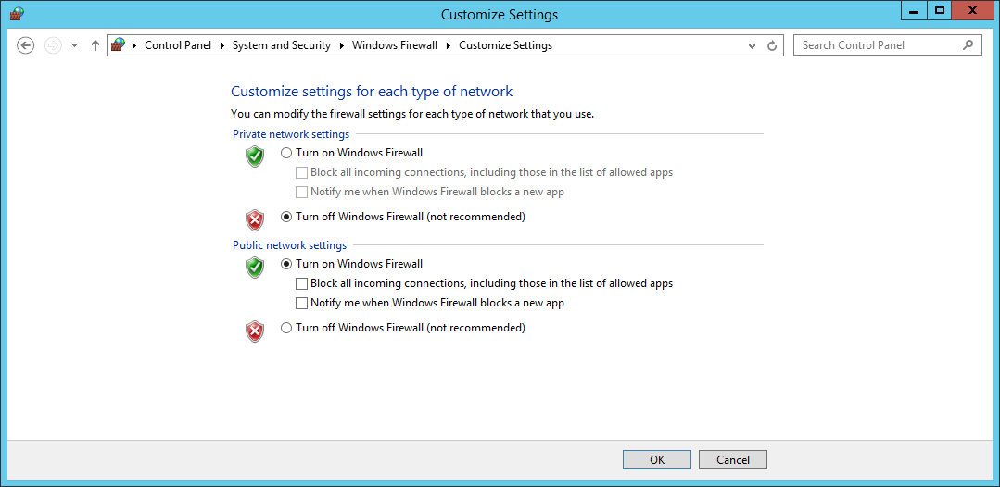 Customize Settings
X
Control Panel System and Security Windows Firewall Customize Settings Search Control Panel
Customize settings for each type of network
You can modify the firewall settings for each type of network that you use.
Private network settings
Turn on Windows Firewall
Block all incoming connections, including those in the list of allowed apps
Notify me when Windows Firewall blocks a new app
Turn off Windows Firewall (not recommended)
Public network settings
Turn on Windows Firewall
Block all incoming connections, including those in the list of allowed apps
Notify me when Windows Firewall blocks a new app
Turn off Windows Firewall (not recommended)
OK Cancel